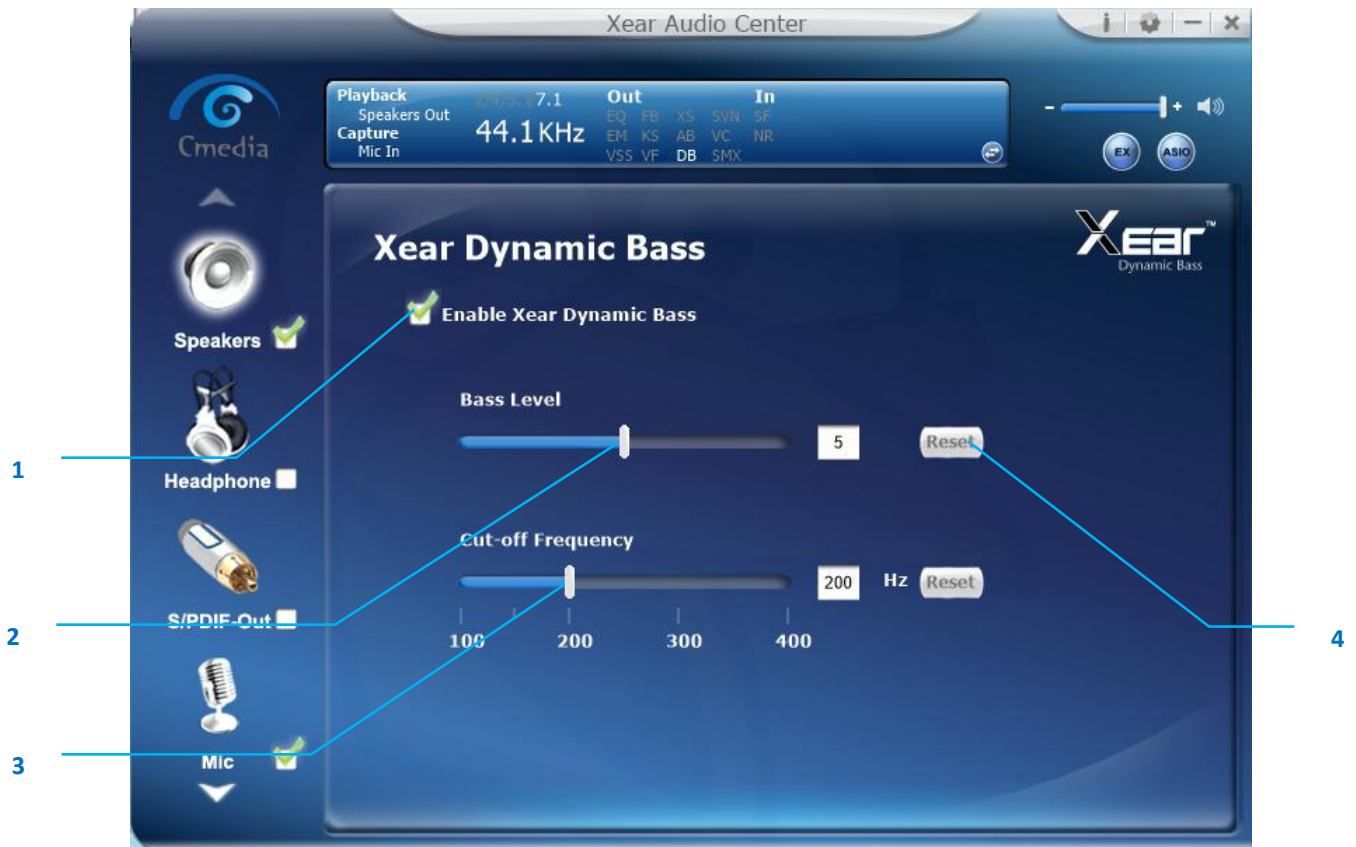 Xear Audio Center
i
Cmedia
Playback
Speakers Out
Capture
Mic In
7.1
44.1KHz
Out In
EQ FB XS SVN SF
EM KS AB VC NR
VSS VF DB SMX
- +
EX ASIO
Xear™
Dynamic Bass
Xear Dynamic Bass
Enable Xear Dynamic Bass
Speakers
Headphone
S/PDIF-Out
Mic
Bass Level
5 Reset
Cut-off Frequency
200 Hz Reset
100 200 300 400
1
2
3
4